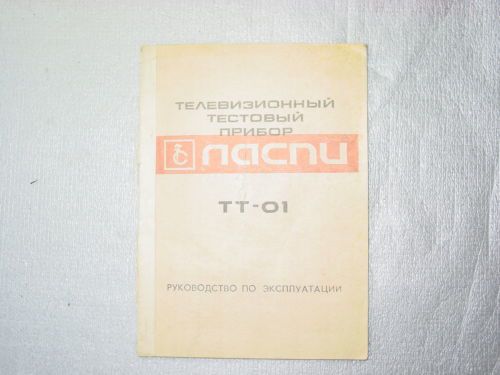 ТЕЛЕВИЗИОННЫЙ
ТЕСТОВЫЙ
ПРИБОР
ЛАСПИ
ТТ-01
РУКОВОДСТВО ПО ЭКСПЛУАТАЦИИ